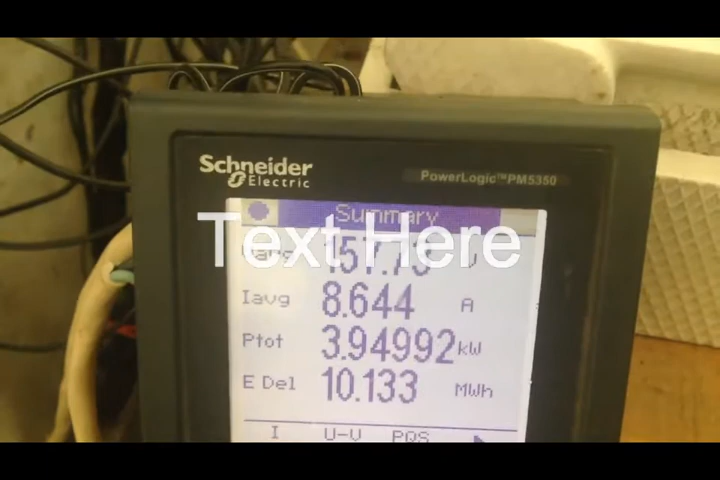 Schneider
Electric
PowerLogic™PM5350
Summary
Text Here
Iavg 8.644 A
Ptot 3.94992 kW
E Del 10.133 MWh
I U-V PQS